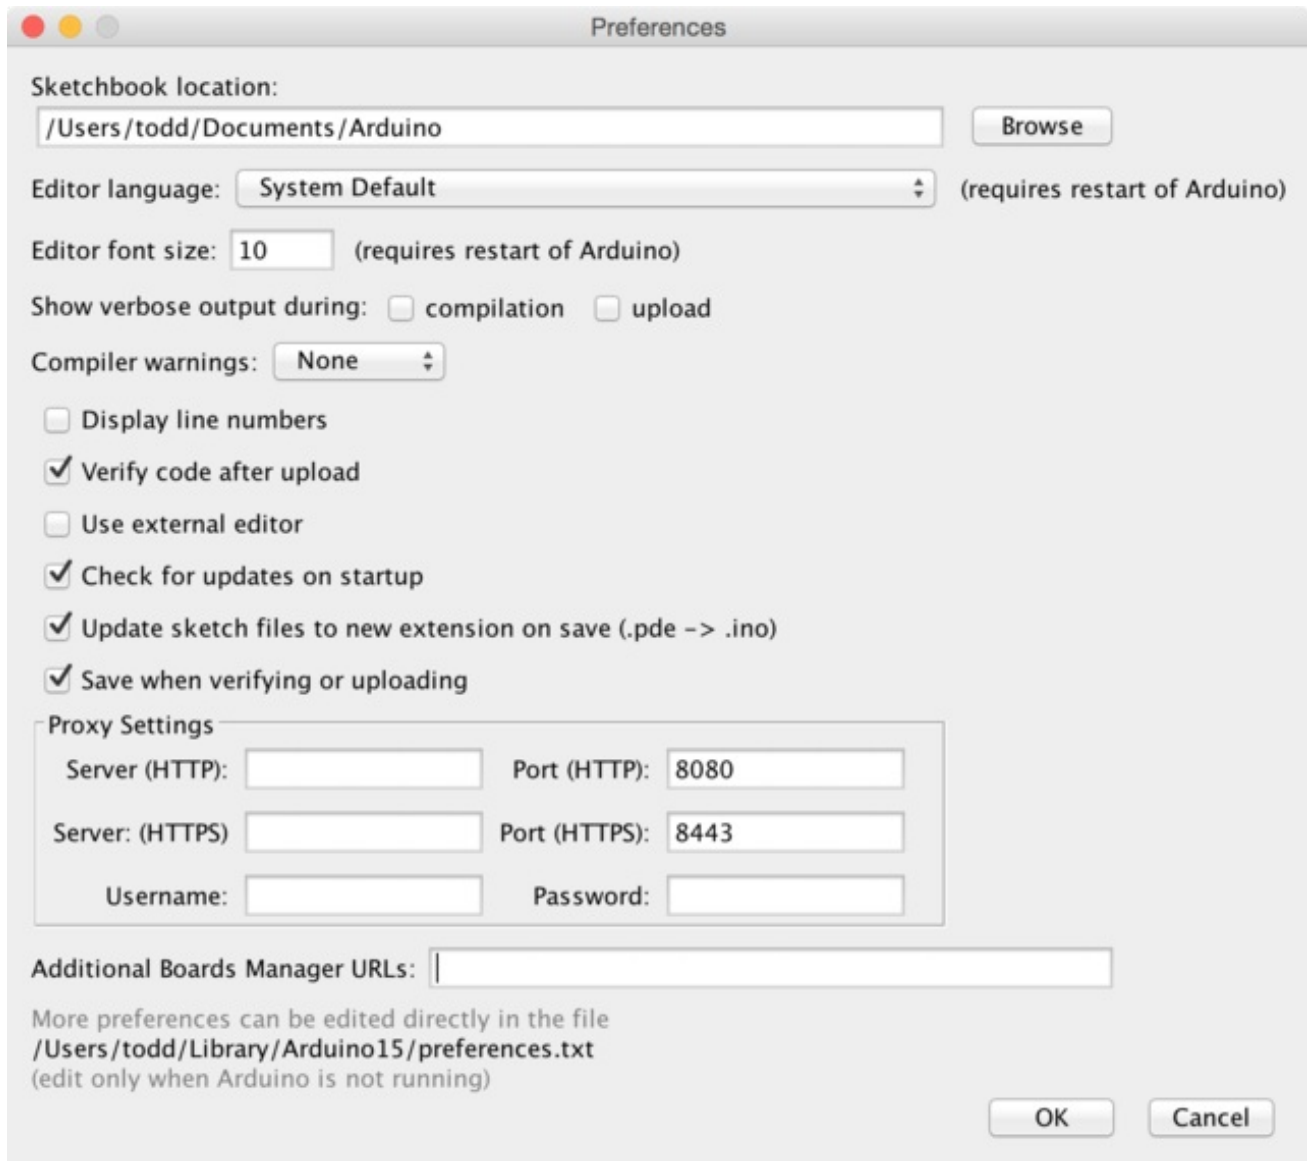 Preferences
Sketchbook location:
/Users/todd/Documents/Arduino Browse
Editor language: System Default (requires restart of Arduino)
Editor font size: 10 (requires restart of Arduino)
Show verbose output during: compilation upload
Compiler warnings: None
Display line numbers
Verify code after upload
Use external editor
Check for updates on startup
Update sketch files to new extension on save (.pde -> .ino)
Save when verifying or uploading
Proxy Settings
Server (HTTP): Port (HTTP): 8080
Server: (HTTPS) Port (HTTPS): 8443
Username: Password:
Additional Boards Manager URLs:
More preferences can be edited directly in the file
/Users/todd/Library/Arduino15/preferences.txt
(edit only when Arduino is not running)
OK Cancel